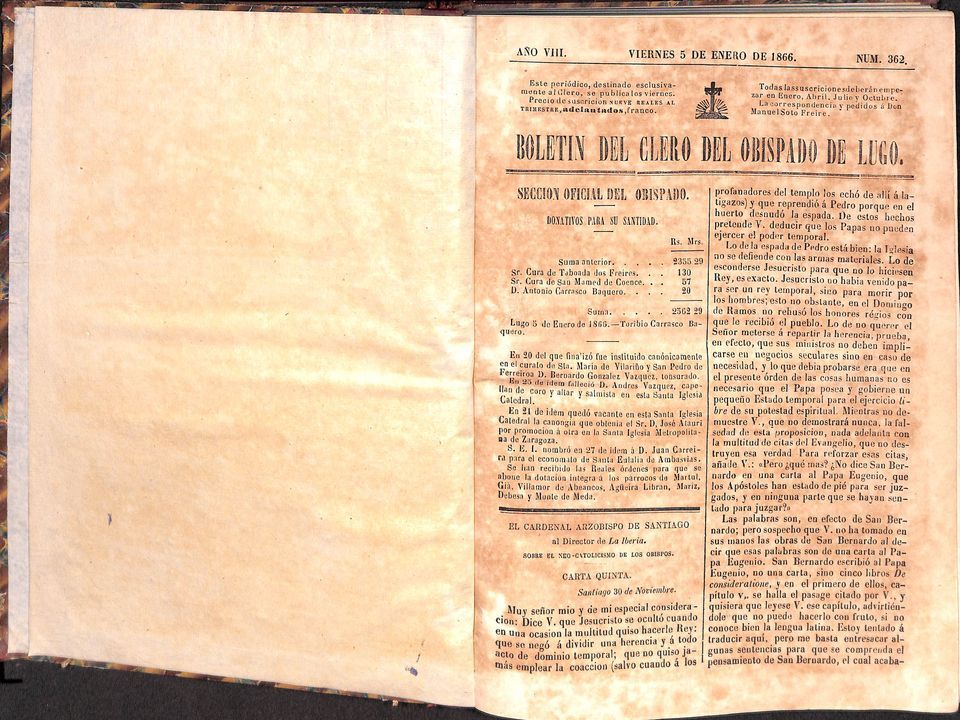 AÑO VIII. VIERNES 5 DE ENERO DE 1866. NUM. 362.
Este periódico, destinado esclusiva-
mente al Clero, se publica los viernes.
Precio de suscricion NUEVE REALES AL
TRIMESTRE, adelantados, franco.
Todas las suscriciones deberán empe-
zar en Enero, Abril, Julio y Octubre.
La correspondencia y pedidos á Don
Manuel Soto Freire.
BOLETIN DEL CLERO DEL OBISPADO DE LUGO.
SECCION OFICIAL DEL OBISPADO.
DONATIVOS PARA SU SANTIDAD.
Rs. Mrs.
Suma anterior. . . . . 2355 29
Sr. Cura de Taboada dos Freires. . . 130
Sr. Cura de San Mamed de Coence. . . 57
D. Antonio Carrasco Baquero. . . . . 20
Suma. . . . . 2562 29
Lugo 5 de Enero de 1866.—Toribio Carrasco Ba-
quero.
En 20 del que fina'izó fue instituido canónicamente
en el curato de Sta. Maria de Vilariño y San Pedro de
Ferreiroa D. Bernardo Gonzalez Vazquez, tonsurado.
En 25 de idem falleció D. Andres Vazquez, cape-
llan de coro y altar y salmista en esta Santa Iglesia
Catedral.
En 21 de idem quedó vacante en esta Santa Iglesia
Catedral la canongía que obtenia el Sr. D. José Atauri
por promocion á otra en la Santa Iglesia Metropolita-
na de Zaragoza.
S. E. I. nombró en 27 de idem á D. Juan Carrei-
ra para el economato de Santa Eulalia de Ambasvias.
Se han recibido las Reales órdenes para que se
abone la dotación integra á los párrocos de Martul,
Giá, Villamor de Abeancos, Agüeira Libran, Mariz,
Debesa y Monte de Meda.
EL CARDENAL ARZOBISPO DE SANTIAGO
al Director de La Iberia.
SOBRE EL NEO-CATOLICISMO DE LOS OBISPOS.
CARTA QUINTA.
Santiago 30 de Noviembre.
Muy señor mio y de mi especial considera-
cion: Dice V. que Jesucristo se ocultó cuando
en una ocasion la multitud quiso hacerle Rey:
que se negó á dividir una herencia y á todo
acto de dominio temporal; que no quiso ja-
más emplear la coaccion (salvo cuando á los
profanadores del templo los echó de allí á la-
tigazos) y que reprendió á Pedro porque en el
huerto desnudó la espada. De estos hechos
pretende V. deducir que los Papas no pueden
ejercer el poder temporal.
Lo de la espada de Pedro está bien: la Iglesia
no se defiende con las armas materiales. Lo de
esconderse Jesucristo para que no lo hiciesen
Rey, es exacto. Jesucristo no habia venido pa-
ra ser un rey temporal, sino para morir por
los hombres; esto no obstante, en el Domingo
de Ramos no rehusó los honores régios con
que le recibió el pueblo. Lo de no querer el
Señor meterse á repartir la herencia, prueba,
en efecto, que sus ministros no deben impli-
carse en negocios seculares sino en caso de
necesidad, y lo que debia probarse era que en
el presente órden de las cosas humanas no es
necesario que el Papa posea y gobierne un
pequeño Estado temporal para el ejercicio li-
bre de su potestad espiritual. Mientras no de-
muestre V., que no demostrará nunca, la fal-
sedad de esta proposicion, nada adelanta con
la multitud de citas del Evangelio, que no des-
truyen esa verdad Para reforzar esas citas,
añade V.: «Pero ¿qué mas? ¿No dice San Ber-
nardo en una carta al Papa Eugenio, que
los Apóstoles han estado de pié para ser juz-
gados, y en ninguna parte que se hayan sen-
tado para juzgar?»
Las palabras son, en efecto de San Ber-
nardo; pero sospecho que V. no ha tomado en
sus manos las obras de San Bernardo al de-
cir que esas palabras son de una carta al Pa-
pa Eugenio. San Bernardo escribió al Papa
Eugenio, no una carta, sino cinco libros De
consideratione, y en el primero de ellos, ca-
pítulo v,. se halla el pasage citado por V., y
quisiera que leyese V. ese capítulo, advirtién-
dole que no puede hacerlo con fruto, si no
conoce bien la lengua latina. Estoy tentado á
traducir aquí, pero me basta entresacar al-
gunas sentencias para que se comprenda el
pensamiento de San Bernardo, el cual acaba-